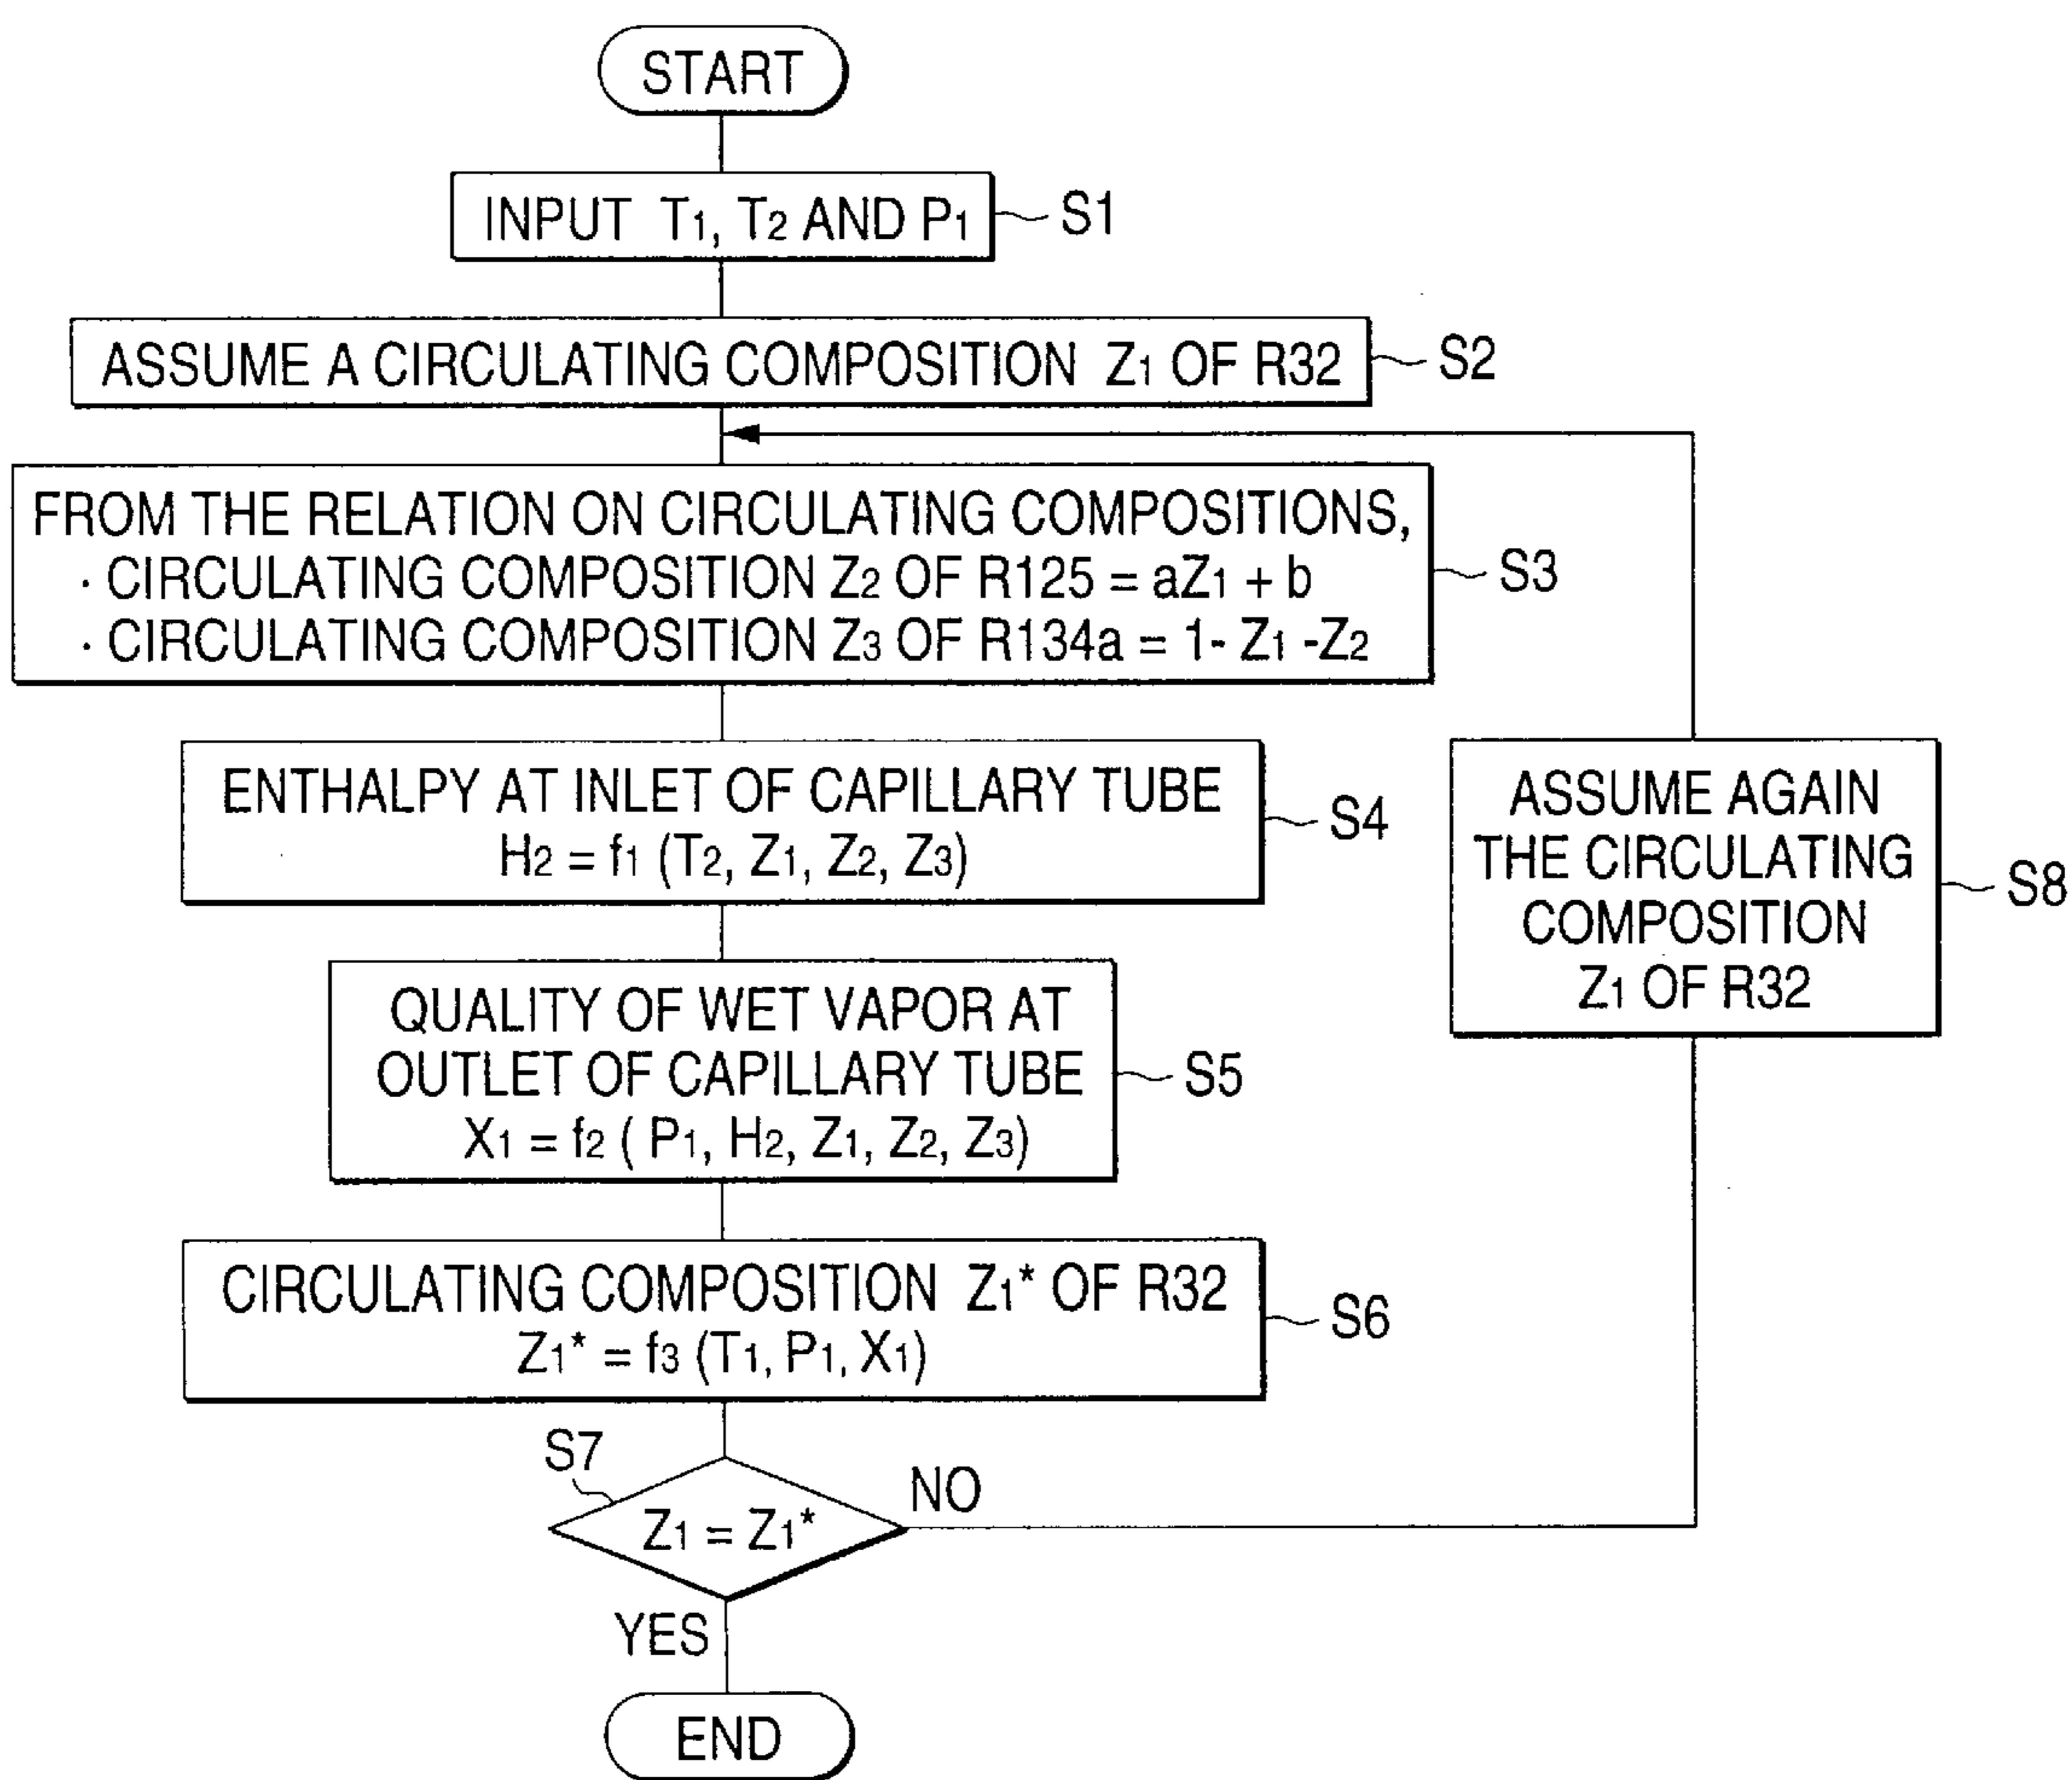 START
INPUT T1, T2 AND P1
S1
ASSUME A CIRCULATING COMPOSITION Z1 OF R32
S2
FROM THE RELATION ON CIRCULATING COMPOSITIONS,
· CIRCULATING COMPOSITION Z2 OF R125 = aZ1 + b
· CIRCULATING COMPOSITION Z3 OF R134a = 1- Z1 -Z2
S3
ENTHALPY AT INLET OF CAPILLARY TUBE
H2 = f1 (T2, Z1, Z2, Z3)
S4
ASSUME AGAIN
THE CIRCULATING
COMPOSITION
Z1 OF R32
S8
QUALITY OF WET VAPOR AT
OUTLET OF CAPILLARY TUBE
X1 = f2 ( P1, H2, Z1, Z2, Z3)
S5
CIRCULATING COMPOSITION Z1* OF R32
Z1* = f3 (T1, P1, X1)
S6
S7
Z1 = Z1*
NO
YES
END